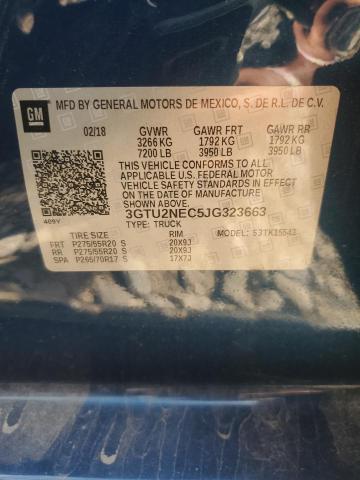 GM MFD BY GENERAL MOTORS DE MEXICO, S. DE R.L. DE C.V.
02/18 GVWR GAWR FRT GAWR RR
3266 KG 1792 KG 1792 KG
7200 LB 3950 LB 3950 LB
THIS VEHICLE CONFORMS TO ALL
APPLICABLE U.S. FEDERAL MOTOR
VEHICLE SAFETY STANDARDS IN
EFFECT ON THE DATE OF MANUFACTURE
SHOWN ABOVE.
3GTU2NEC5JG323663
409Y TYPE: TRUCK MODEL: 53TK15543
TIRE SIZE RIM
FRT P275/55R20 S 20X9J
RR P275/55R20 S 20X9J
SPA P265/70R17 S 17X7J